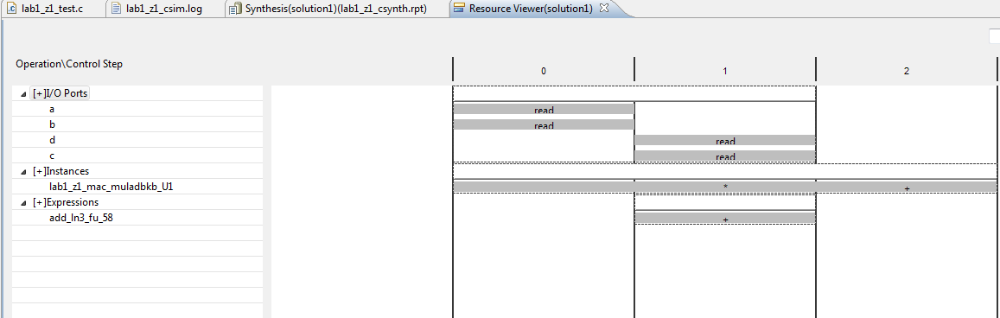 lab1_z1_test.c lab1_z1_csim.log Synthesis(solution1)(lab1_z1_csynth.rpt) Resource Viewer(solution1)
Operation\Control Step 0 1 2
[+]I/O Ports
a read
b read
d read
c read
[+]Instances
lab1_z1_mac_muladbkb_U1 * +
[+]Expressions
add_ln3_fu_58 +